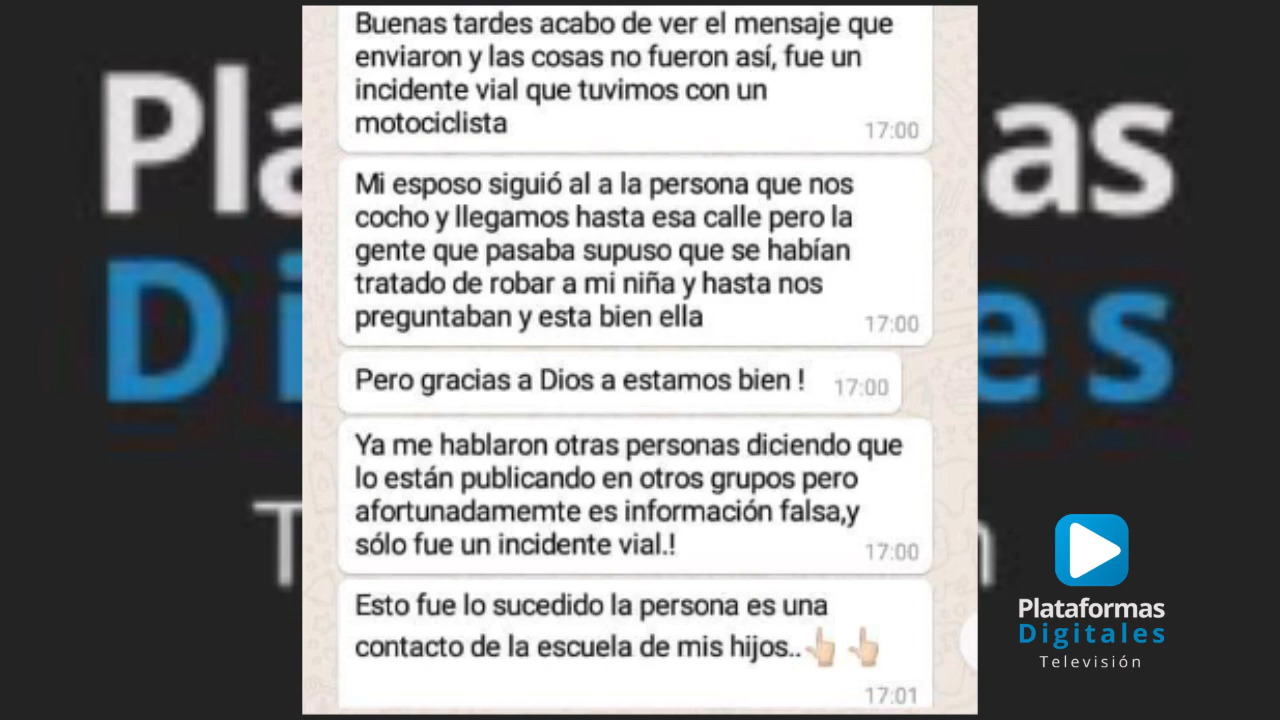 Buenas tardes acabo de ver el mensaje que
enviaron y las cosas no fueron así, fue un
incidente vial que tuvimos con un
motociclista
17:00
Mi esposo siguió al a la persona que nos
cocho y llegamos hasta esa calle pero la
gente que pasaba supuso que se habían
tratado de robar a mi niña y hasta nos
preguntaban y esta bien ella
17:00
Pero gracias a Dios a estamos bien !
17:00
Ya me hablaron otras personas diciendo que
lo están publicando en otros grupos pero
afortunadamemte es información falsa,y
sólo fue un incidente vial.!
17:00
Esto fue lo sucedido la persona es una
contacto de la escuela de mis hijos..👆🏻👆🏻
17:01
Pla
as
Di
es
T
n
Plataformas
Digitales
Televisión